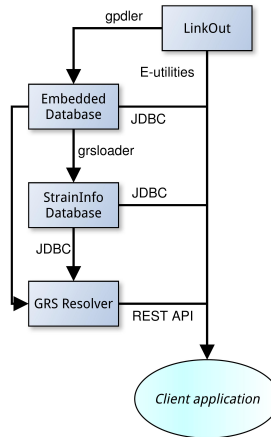 gpdler
LinkOut
E-utilities
Embedded
Database
JDBC
grsloader
StrainInfo
Database
JDBC
JDBC
GRS Resolver
REST API
Client application